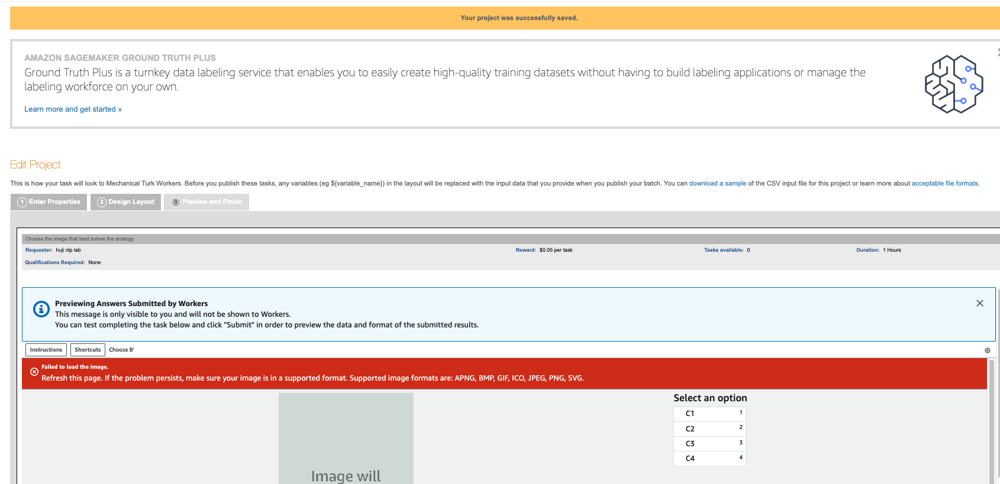 Your project was successfully saved.
AMAZON SAGEMAKER GROUND TRUTH PLUS
Ground Truth Plus is a turnkey data labeling service that enables you to easily create high-quality training datasets without having to build labeling applications or manage the
labeling workforce on your own.
Learn more and get started »
Edit Project
This is how your task will look to Mechanical Turk Workers. Before you publish these tasks, any variables (eg ${variable_name}) in the layout will be replaced with the input data that you provide when you publish your batch. You can download a sample of the CSV input file for this project or learn more about acceptable file formats.
1 Enter Properties 2 Design Layout 3 Preview and Finish
Choose the image that best solves the analogy
Requester: huji nlp lab Reward: $0.05 per task Tasks available: 0 Duration: 1 Hours
Qualifications Required: None
Previewing Answers Submitted by Workers
This message is only visible to you and will not be shown to Workers.
You can test completing the task below and click "Submit" in order to preview the data and format of the submitted results.
Instructions Shortcuts Choose B'
Failed to load the image.
Refresh this page. If the problem persists, make sure your image is in a supported format. Supported image formats are: APNG, BMP, GIF, ICO, JPEG, PNG, SVG.
Select an option
C1 1
C2 2
C3 3
C4 4
Image will